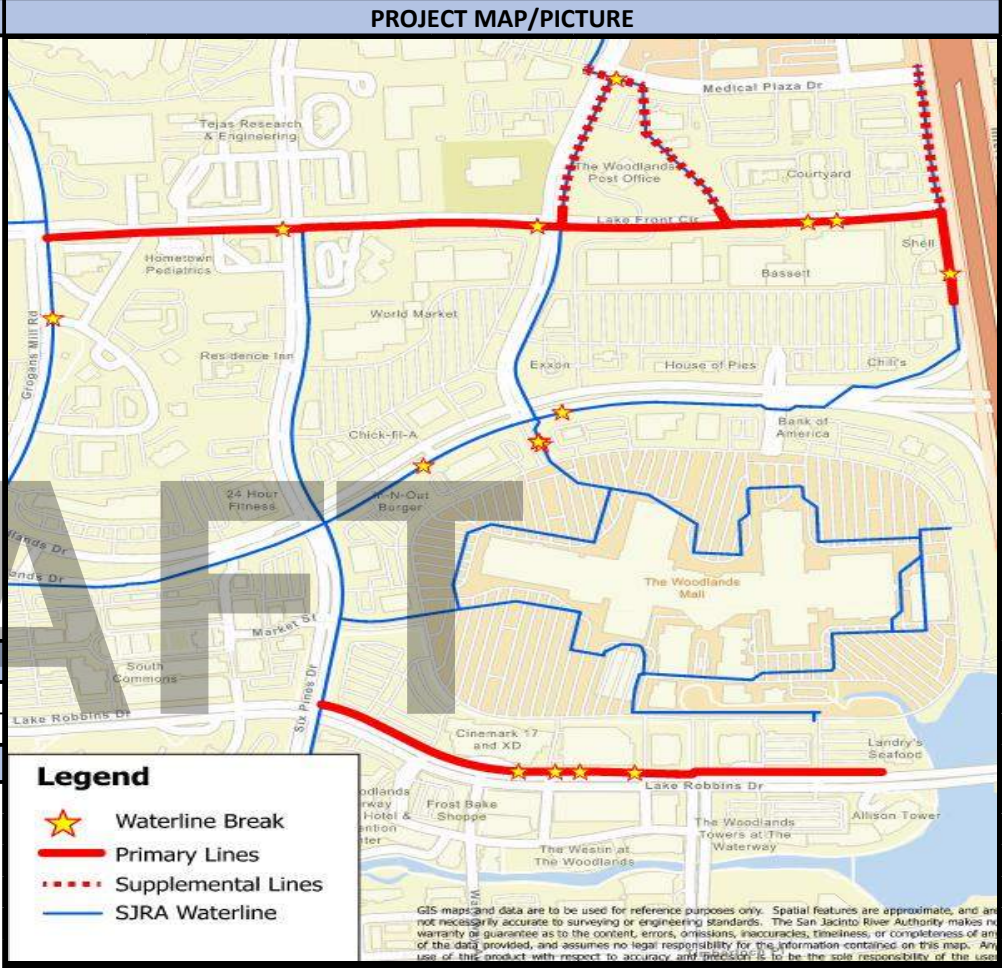 PROJECT MAP/PICTURE
Medical Plaza Dr
Tejas Research
& Engineering
The Woodlands
Post Office
Courtyard
Lake Front Cir
Shell
Hometown
Pediatrics
Bassett
World Market
Grogans Mill Rd
Residence Inn
Exxon
House of Pies
Chili's
Chick-fil-A
Bank of
America
24 Hour
Fitness
In-N-Out
Burger
AFT
The Woodlands
Mall
Market St
South
Commons
Six Pines Dr
Lake Robbins Dr
Cinemark 17
and XD
Landry's
Seafood
Lake Robbins Dr
Frost Bake
Shoppe
Allison Tower
The Woodlands
Towers at The
Waterway
The Westin at
The Woodlands
Legend
Waterline Break
Primary Lines
Supplemental Lines
SJRA Waterline
GIS maps and data are to be used for reference purposes only. Spatial features are approximate, and are
not necessarily accurate to surveying or engineering standards. The San Jacinto River Authority makes no
warranty or guarantee as to the content, errors, omissions, inaccuracies, timeliness, or completeness of any
of the data provided, and assumes no legal responsibility for the information contained on this map. Any
use of this product with respect to accuracy and precision is to be the sole responsibility of the user